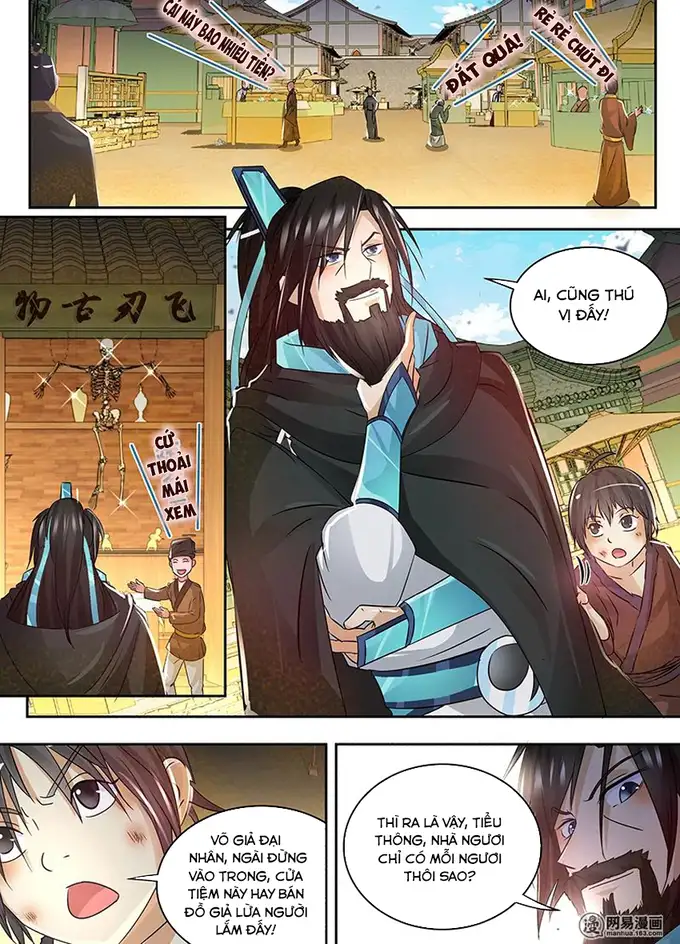 CÁI NÀY BAO NHIÊU TIỀN?
ĐẮT QUÁ!
RẺ RẺ CHÚT ĐI
物古刃飞
CỨ
THOẢI
MÁI
XEM
AI, CŨNG THÚ
VỊ ĐẤY!
VÕ GIẢ ĐẠI
NHÂN, NGÀI ĐỪNG
VÀO TRONG, CỬA
TIỆM NÀY HAY BÁN
ĐỒ GIẢ LỪA NGƯỜI
LẮM ĐẤY!
THÌ RA LÀ VẬY, TIỂU
THÔNG, NHÀ NGƯƠI
CHỈ CÓ MỖI NGƯƠI
THÔI SAO?
网易漫画
manhua.163.com